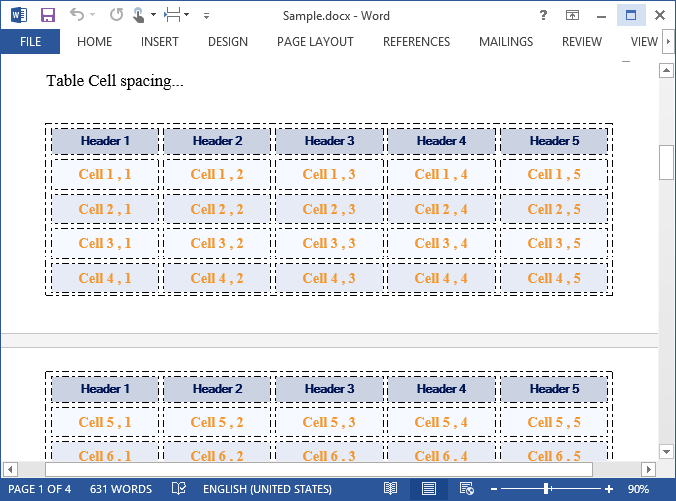 Sample.docx - Word
FILE HOME INSERT DESIGN PAGE LAYOUT REFERENCES MAILINGS REVIEW VIEW
Table Cell spacing...
Header 1 Header 2 Header 3 Header 4 Header 5
Cell 1 , 1 Cell 1 , 2 Cell 1 , 3 Cell 1 , 4 Cell 1 , 5
Cell 2 , 1 Cell 2 , 2 Cell 2 , 3 Cell 2 , 4 Cell 2 , 5
Cell 3 , 1 Cell 3 , 2 Cell 3 , 3 Cell 3 , 4 Cell 3 , 5
Cell 4 , 1 Cell 4 , 2 Cell 4 , 3 Cell 4 , 4 Cell 4 , 5
Header 1 Header 2 Header 3 Header 4 Header 5
Cell 5 , 1 Cell 5 , 2 Cell 5 , 3 Cell 5 , 4 Cell 5 , 5
Cell 6 , 1 Cell 6 , 2 Cell 6 , 3 Cell 6 , 4 Cell 6 , 5
PAGE 1 OF 4 631 WORDS ENGLISH (UNITED STATES) 90%